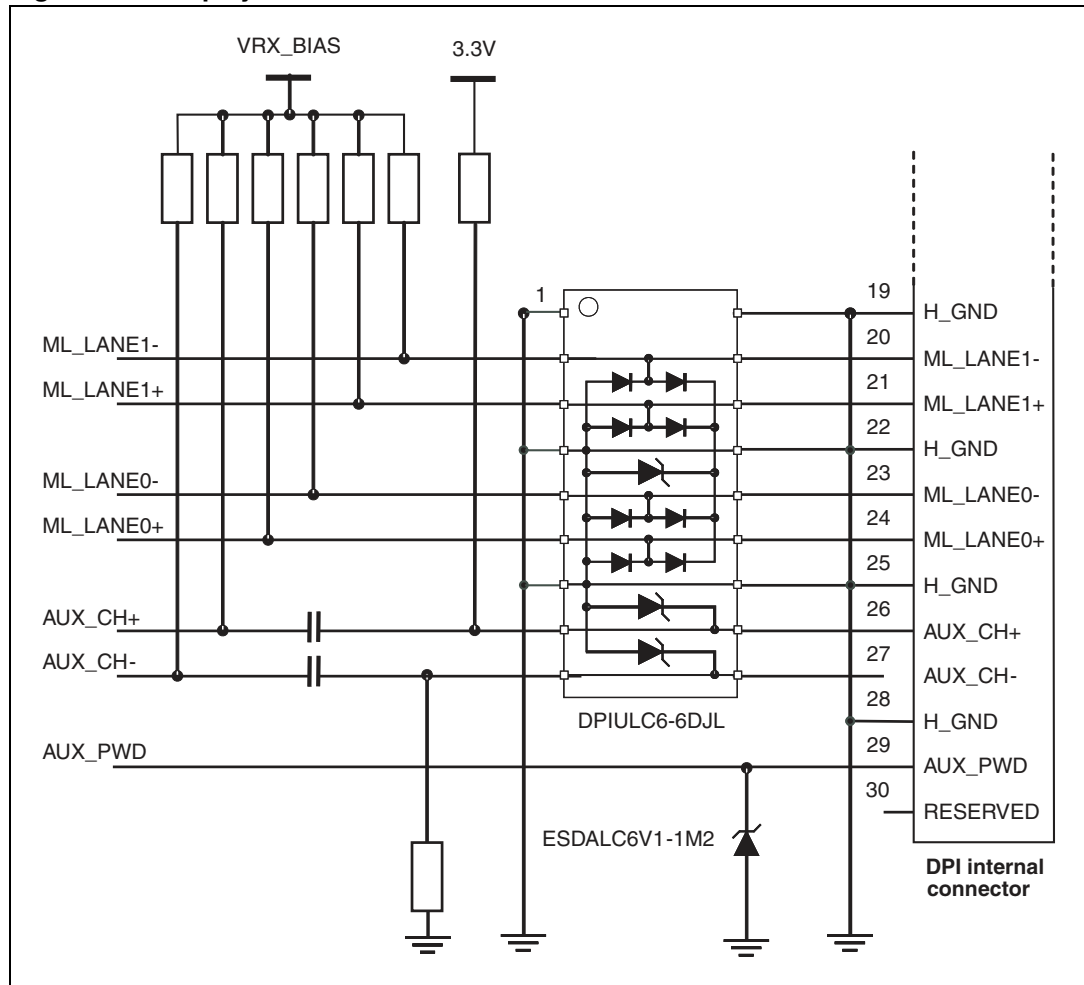 VRX_BIAS
3.3V
1
19
H_GND
20
ML_LANE1-
ML_LANE1-
21
ML_LANE1+
ML_LANE1+
22
H_GND
23
ML_LANE0-
ML_LANE0-
24
ML_LANE0+
ML_LANE0+
25
H_GND
26
AUX_CH+
AUX_CH+
27
AUX_CH-
AUX_CH-
28
DPIULC6-6DJL
H_GND
29
AUX_PWD
AUX_PWD
30
RESERVED
ESDALC6V1-1M2
DPI internal
connector